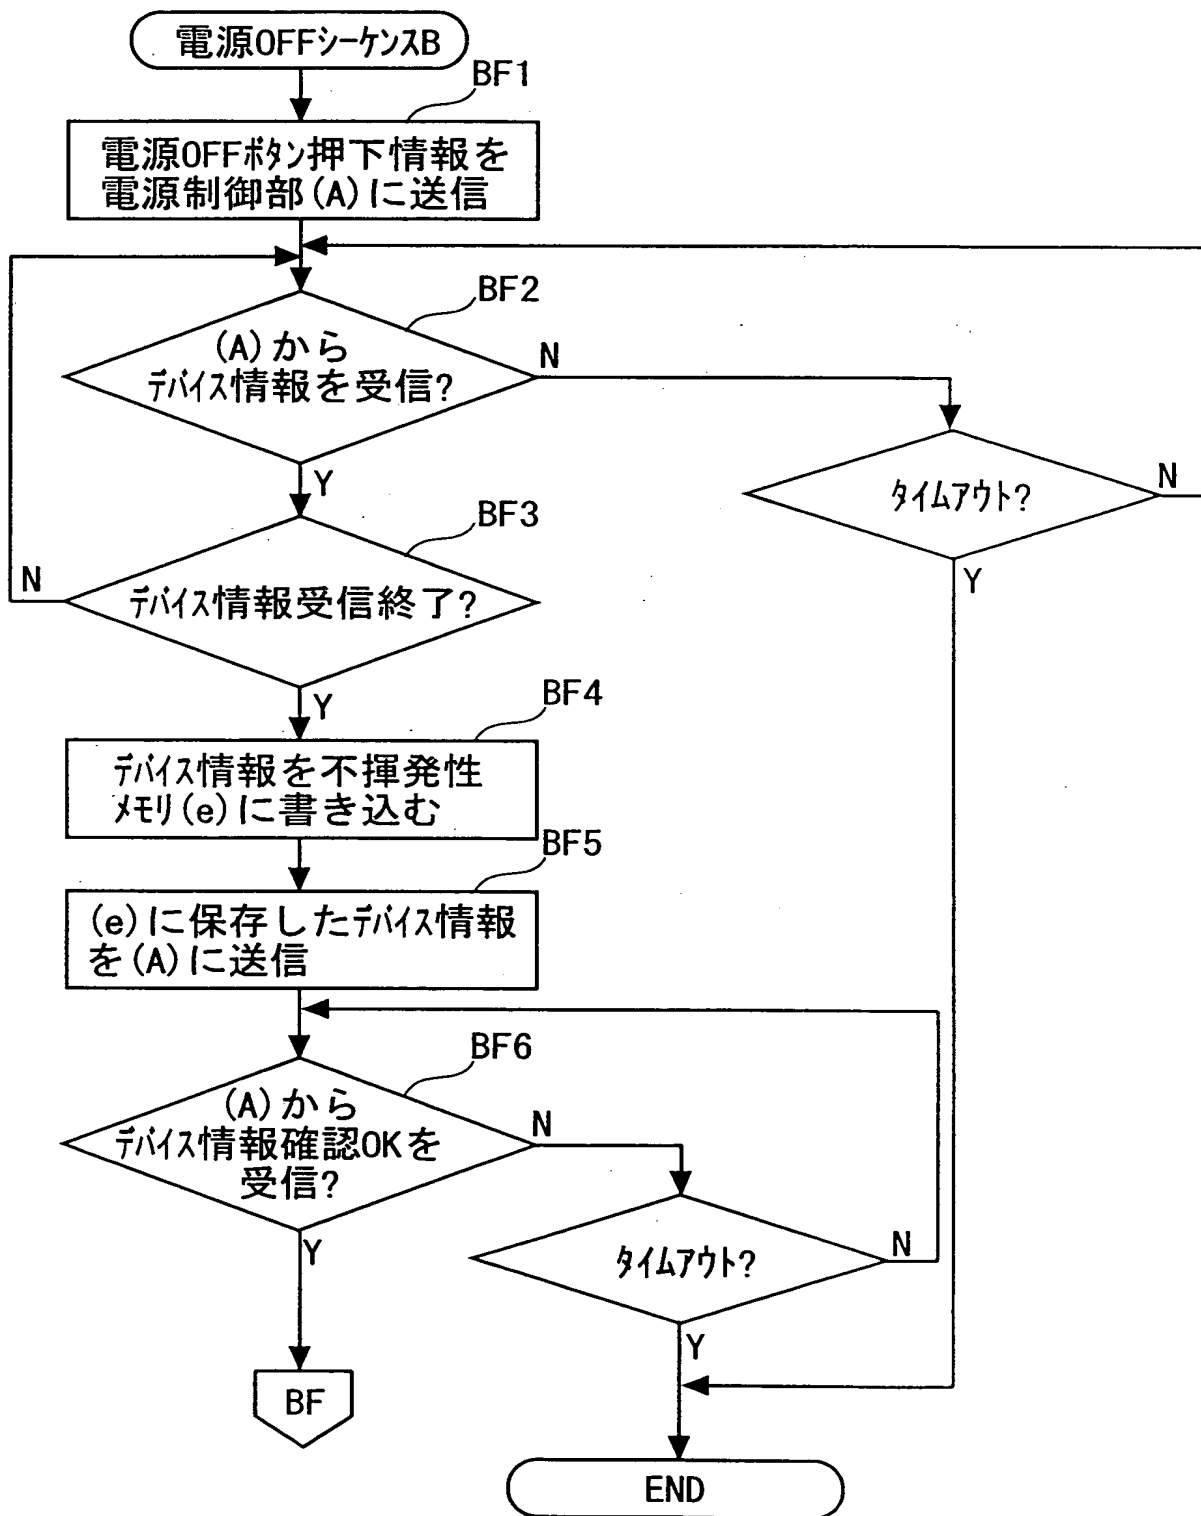 電源OFFｼｰｹﾝｽB
BF1
電源OFFﾎﾞﾀﾝ押下情報を
電源制御部(A)に送信
BF2
(A)から
ﾃﾞﾊﾞｲｽ情報を受信?
N
Y
ﾀｲﾑｱｳﾄ?
N
Y
BF3
ﾃﾞﾊﾞｲｽ情報受信終了?
N
Y
BF4
ﾃﾞﾊﾞｲｽ情報を不揮発性
ﾒﾓﾘ(e)に書き込む
BF5
(e)に保存したﾃﾞﾊﾞｲｽ情報
を(A)に送信
BF6
(A)から
ﾃﾞﾊﾞｲｽ情報確認OKを
受信?
N
Y
ﾀｲﾑｱｳﾄ?
N
Y
BF
END